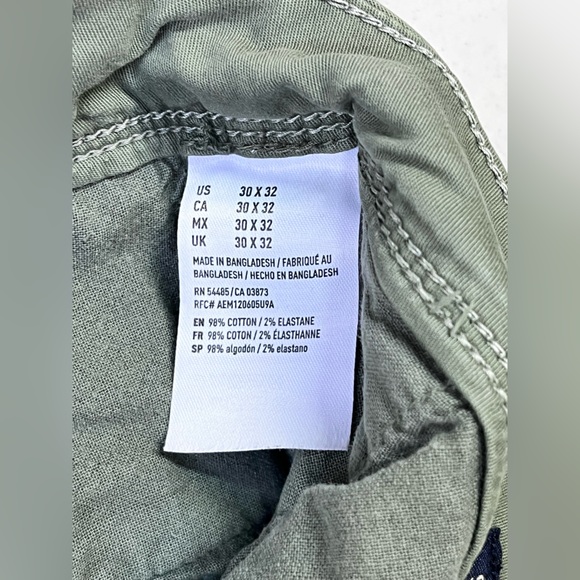 US 30 X 32
CA 30 X 32
MX 30 X 32
UK 30 X 32
MADE IN BANGLADESH / FABRIQUÉ AU
BANGLADESH / HECHO EN BANGLADESH
RN 54485/CA 03873
RFC# AEM120605U9A
EN 98% COTTON / 2% ELASTANE
FR 98% COTON / 2% ÉLASTHANNE
SP 98% algodón / 2% elastano